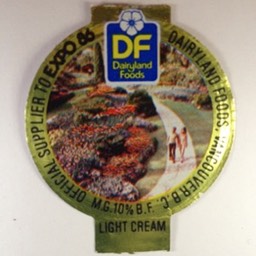 DF
Dairyland
Foods
OFFICIAL SUPPLIER TO EXPO 86
DAIRYLAND FOODS, VANCOUVER B.C.
M.G. 10% B.F.
LIGHT CREAM